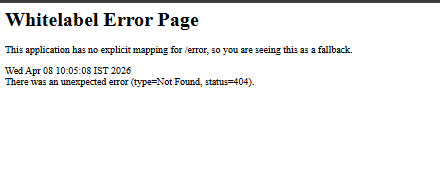 Whitelabel Error Page
This application has no explicit mapping for /error, so you are seeing this as a fallback.
Wed Apr 08 10:05:08 IST 2026
There was an unexpected error (type=Not Found, status=404).